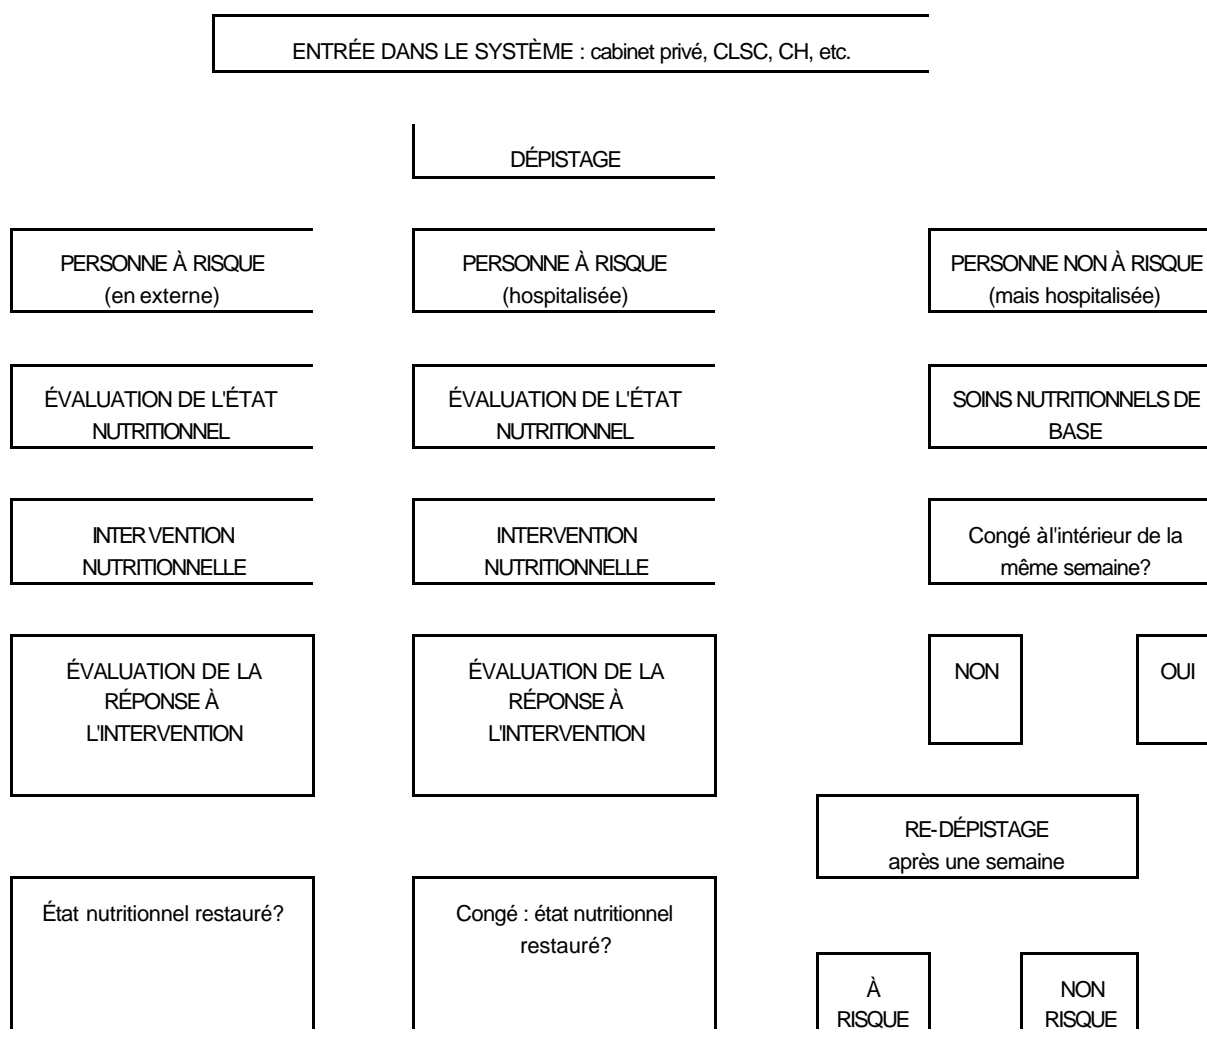 ENTRÉE DANS LE SYSTÈME : cabinet privé, CLSC, CH, etc.
DÉPISTAGE
PERSONNE À RISQUE
(en externe)
PERSONNE À RISQUE
(hospitalisée)
PERSONNE NON À RISQUE
(mais hospitalisée)
ÉVALUATION DE L'ÉTAT
NUTRITIONNEL
ÉVALUATION DE L'ÉTAT
NUTRITIONNEL
SOINS NUTRITIONNELS DE
BASE
INTERVENTION
NUTRITIONNELLE
INTERVENTION
NUTRITIONNELLE
Congé à l'intérieur de la
même semaine?
ÉVALUATION DE LA
RÉPONSE À
L'INTERVENTION
ÉVALUATION DE LA
RÉPONSE À
L'INTERVENTION
NON
OUI
RE-DÉPISTAGE
après une semaine
État nutritionnel restauré?
Congé : état nutritionnel
restauré?
À
RISQUE
NON
RISQUE